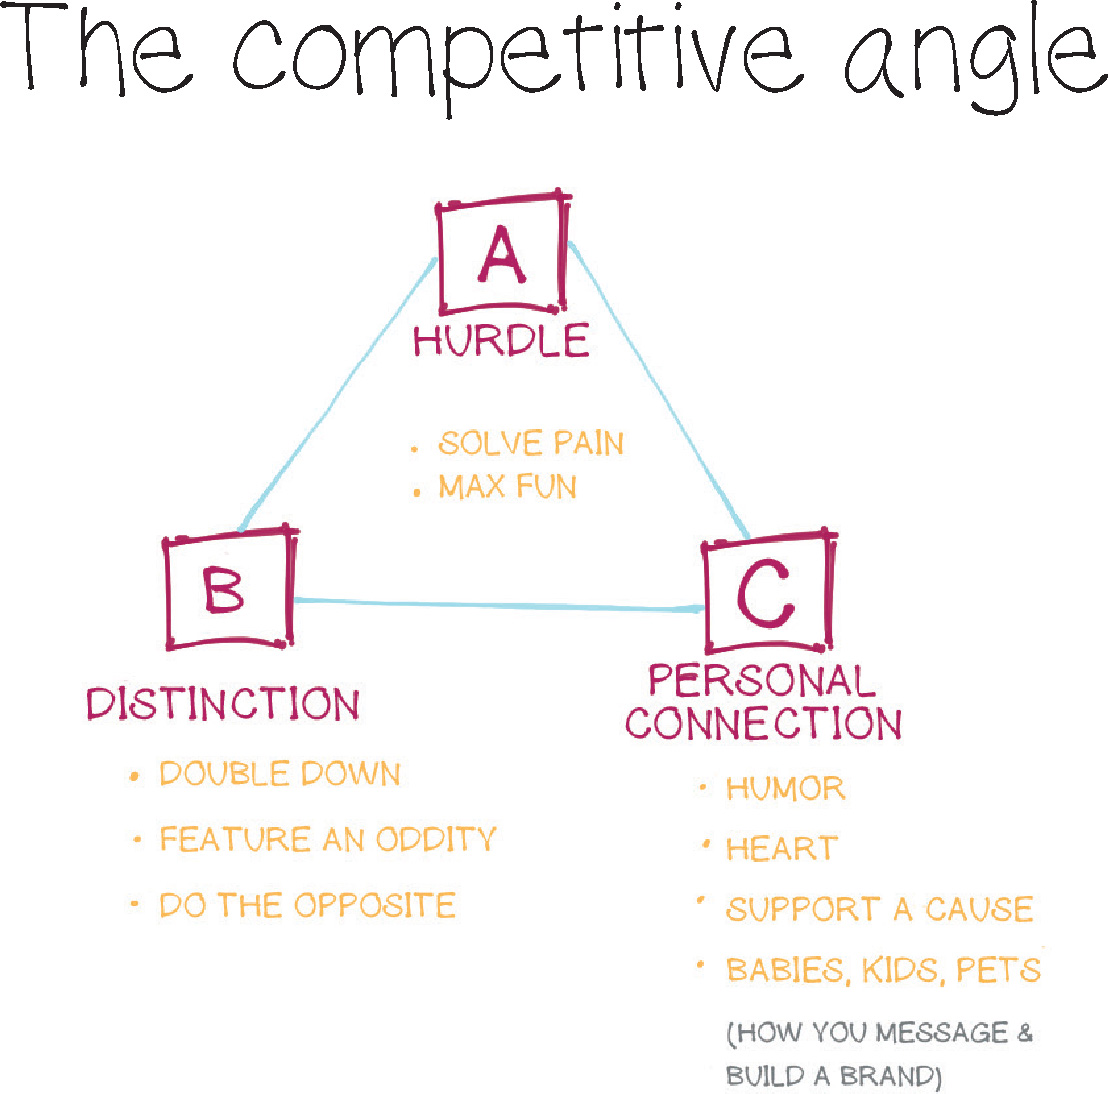 The competitive angle
A
HURDLE
• SOLVE PAIN
• MAX FUN
B
DISTINCTION
• DOUBLE DOWN
• FEATURE AN ODDITY
• DO THE OPPOSITE
C
PERSONAL
CONNECTION
• HUMOR
• HEART
• SUPPORT A CAUSE
• BABIES, KIDS, PETS
(HOW YOU MESSAGE &
BUILD A BRAND)